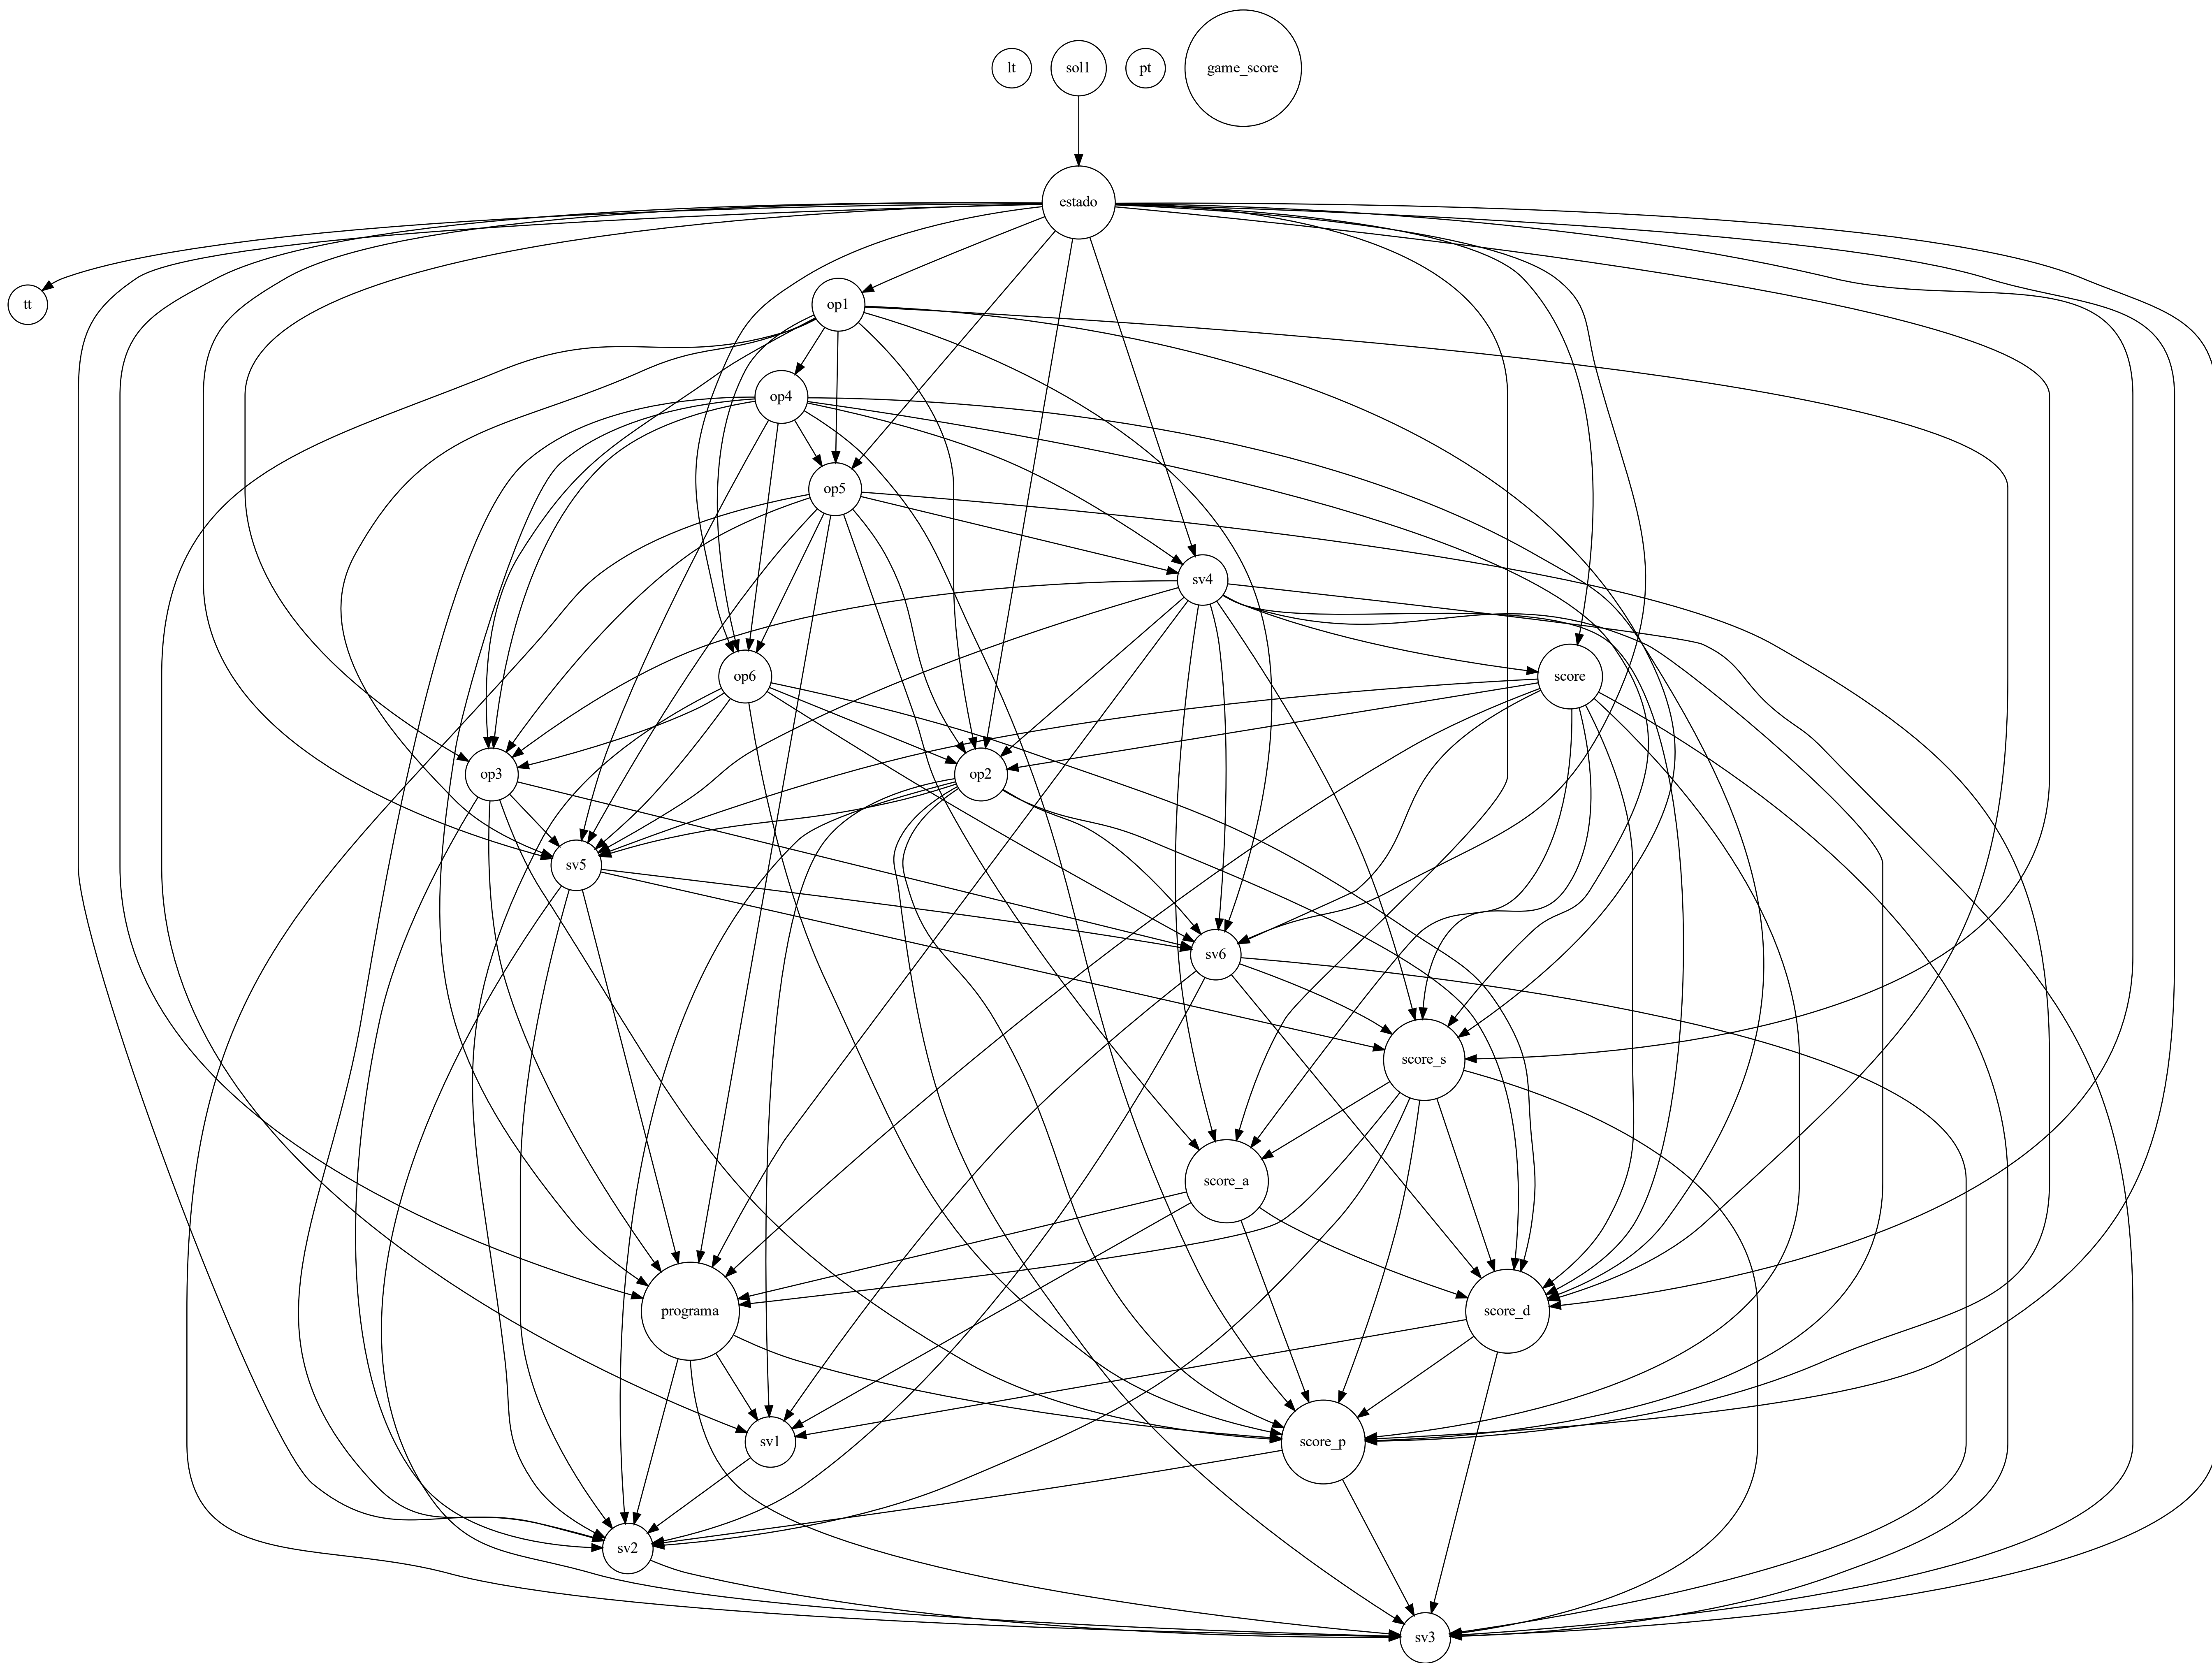 lt
sol1
pt
game_score
estado
tt
op1
op4
op5
sv4
op6
score
op3
op2
sv5
sv6
score_s
score_a
programa
score_d
sv1
score_p
sv2
sv3